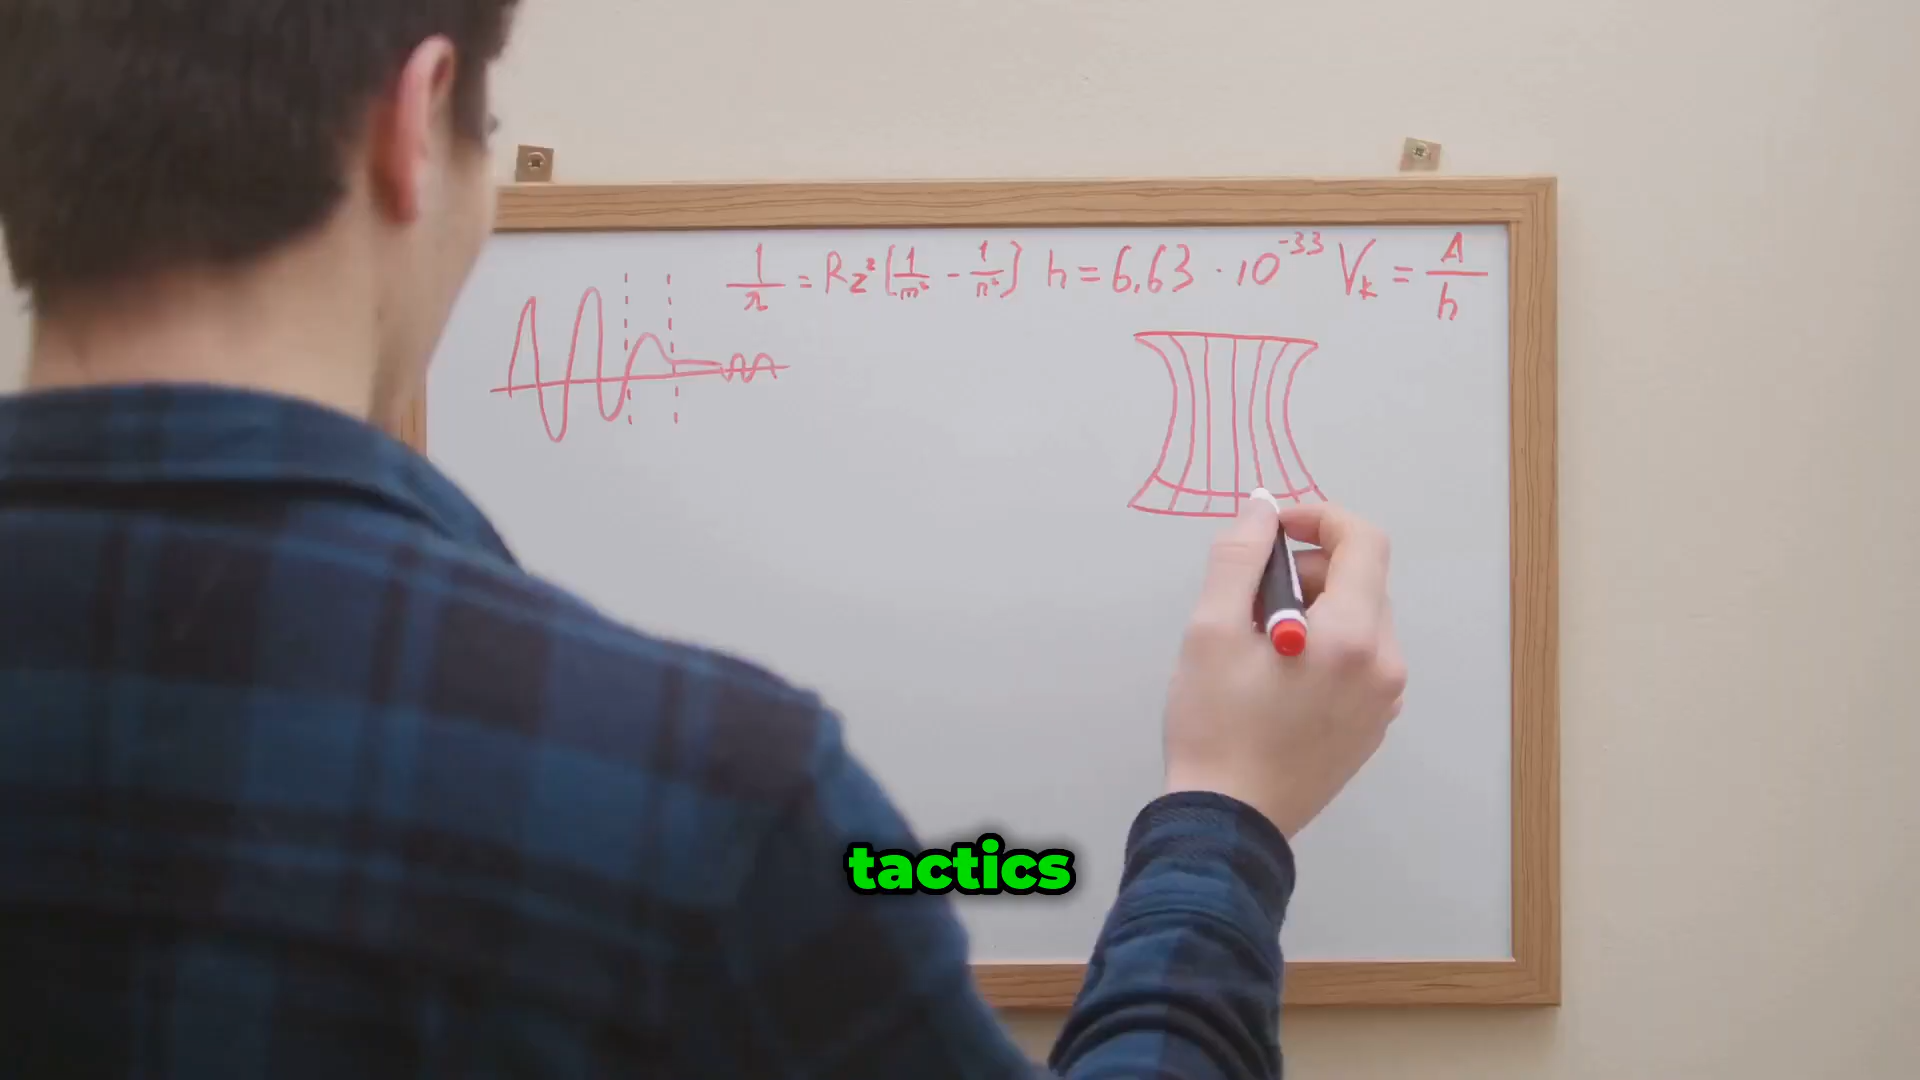 1/λ = Rz²[1/m² - 1/n²] h = 6,63 · 10⁻³³ Vₖ = A/h
tactics